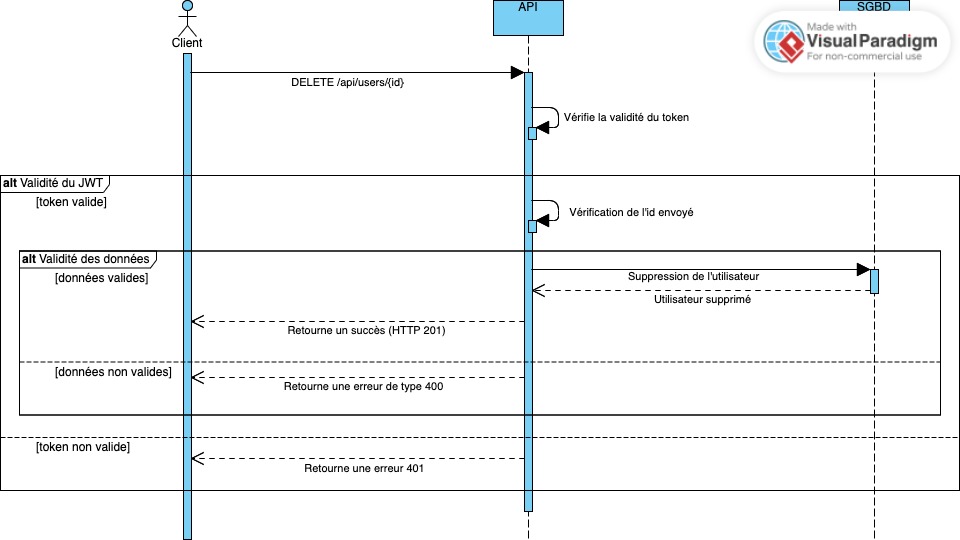 API
SGBD
Made with
VisualParadigm
For non-commercial use
Client
DELETE /api/users/{id}
Vérifie la validité du token
alt Validité du JWT
[token valide]
Vérification de l'id envoyé
alt Validité des données
[données valides]
Suppression de l'utilisateur
Utilisateur supprimé
Retourne un succès (HTTP 201)
[données non valides]
Retourne une erreur de type 400
[token non valide]
Retourne une erreur 401